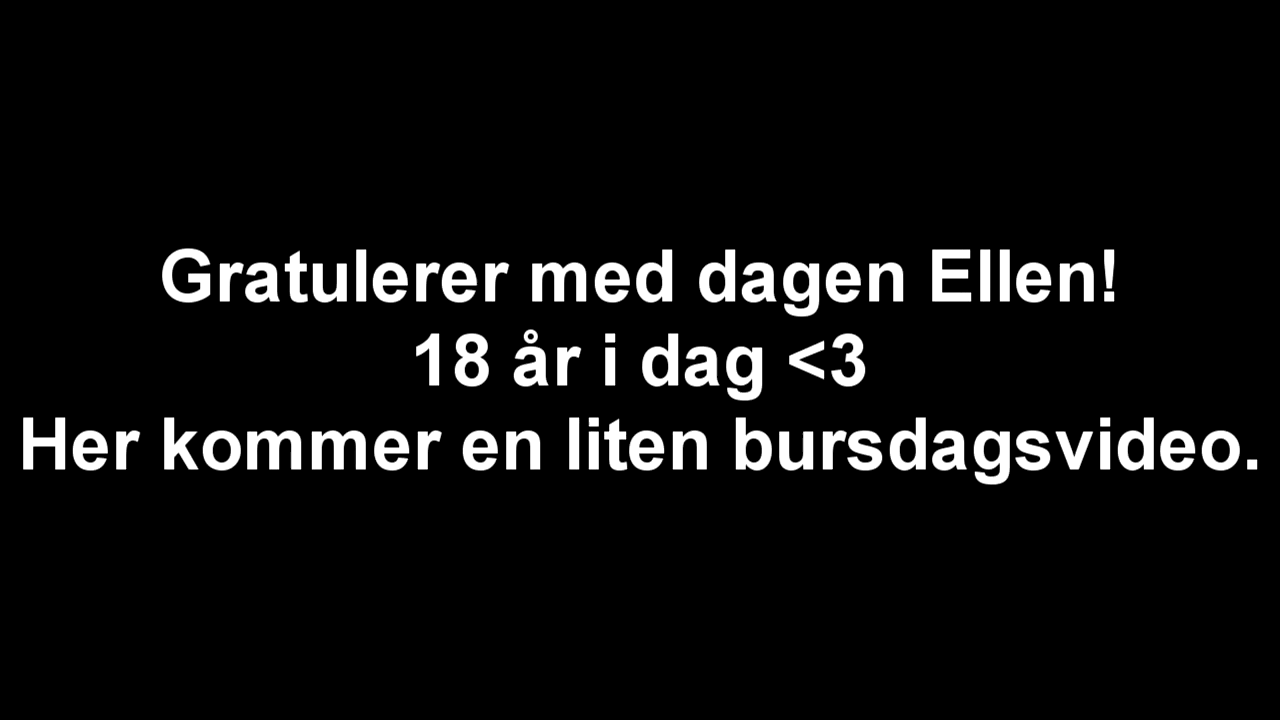 Gratulerer med dagen Ellen!
18 år i dag <3
Her kommer en liten bursdagsvideo.